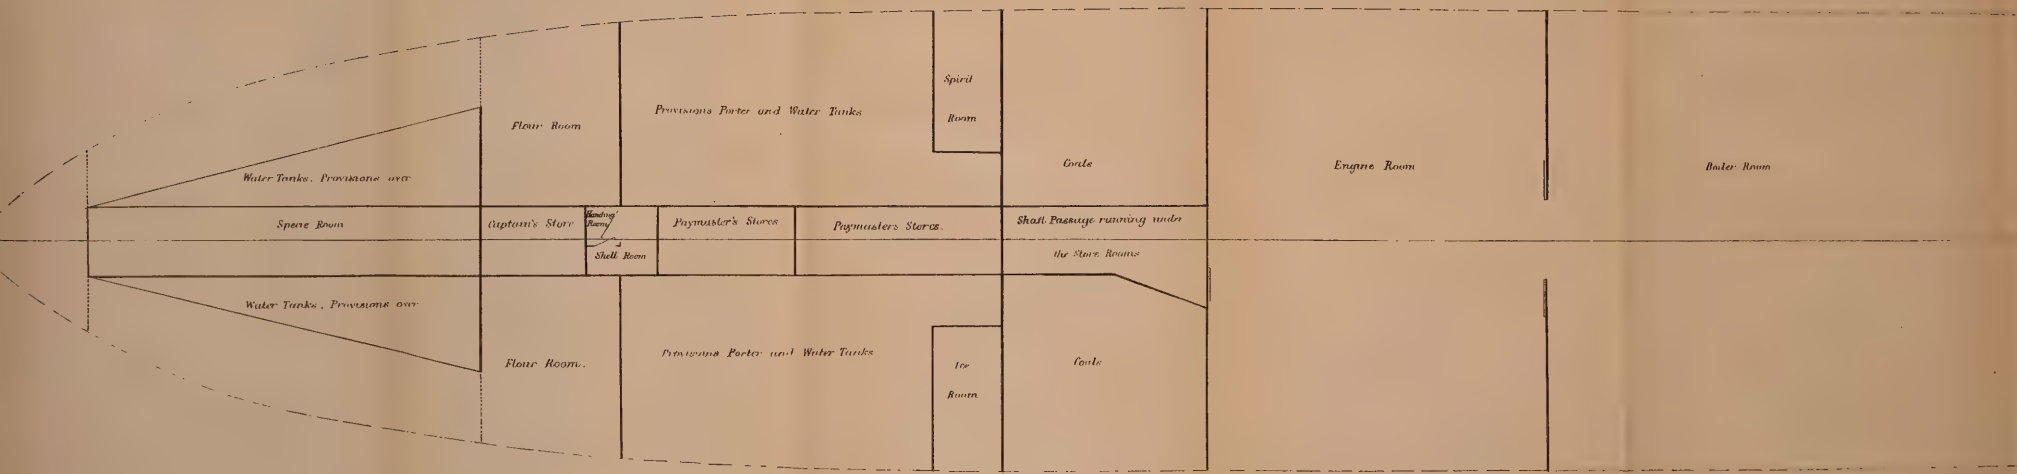 Spirit
Room
Provisions Porter and Water Tanks
Flour Room
Coals
Engine Room
Boiler Room
Water Tanks, Provisions over
Spare Room
Captain's Store
Handing
Room
Shell Room
Paymaster's Stores
Paymasters Stores.
Shaft Passage running under
the Store Rooms
Water Tanks, Provisions over
Flour Room.
Provisions Porter and Water Tanks
Ice
Room
Coals